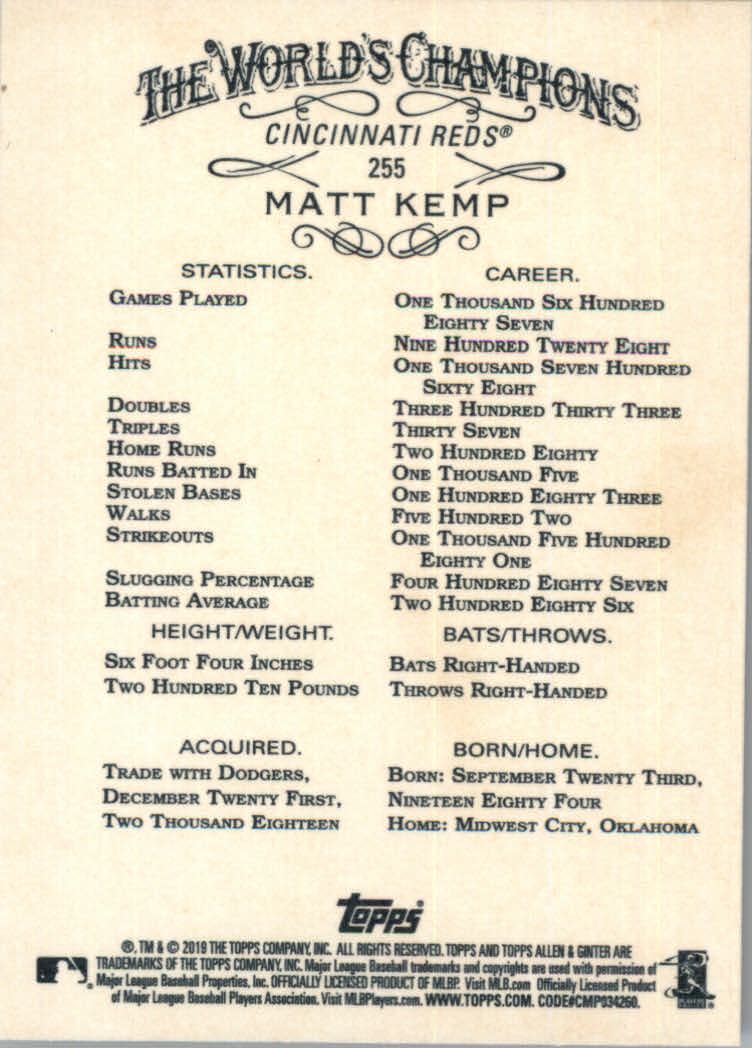 THE WORLD'S CHAMPIONS
CINCINNATI REDS®
255
MATT KEMP
STATISTICS. CAREER.
GAMES PLAYED ONE THOUSAND SIX HUNDRED
EIGHTY SEVEN
RUNS NINE HUNDRED TWENTY EIGHT
HITS ONE THOUSAND SEVEN HUNDRED
SIXTY EIGHT
DOUBLES THREE HUNDRED THIRTY THREE
TRIPLES THIRTY SEVEN
HOME RUNS TWO HUNDRED EIGHTY
RUNS BATTED IN ONE THOUSAND FIVE
STOLEN BASES ONE HUNDRED EIGHTY THREE
WALKS FIVE HUNDRED TWO
STRIKEOUTS ONE THOUSAND FIVE HUNDRED
EIGHTY ONE
SLUGGING PERCENTAGE FOUR HUNDRED EIGHTY SEVEN
BATTING AVERAGE TWO HUNDRED EIGHTY SIX
HEIGHT/WEIGHT. BATS/THROWS.
SIX FOOT FOUR INCHES BATS RIGHT-HANDED
TWO HUNDRED TEN POUNDS THROWS RIGHT-HANDED
ACQUIRED. BORN/HOME.
TRADE WITH DODGERS, BORN: SEPTEMBER TWENTY THIRD,
DECEMBER TWENTY FIRST, NINETEEN EIGHTY FOUR
TWO THOUSAND EIGHTEEN HOME: MIDWEST CITY, OKLAHOMA
topps
®, TM & © 2019 THE TOPPS COMPANY, INC. ALL RIGHTS RESERVED. TOPPS AND TOPPS ALLEN & GINTER ARE
TRADEMARKS OF THE TOPPS COMPANY, INC. Major League Baseball trademarks and copyrights are used with permission of
Major League Baseball Properties, Inc. OFFICIALLY LICENSED PRODUCT OF MLBP. Visit MLB.com Officially Licensed Product
of Major League Baseball Players Association. Visit MLBPlayers.com. WWW.TOPPS.COM. CODE#CMP034260.